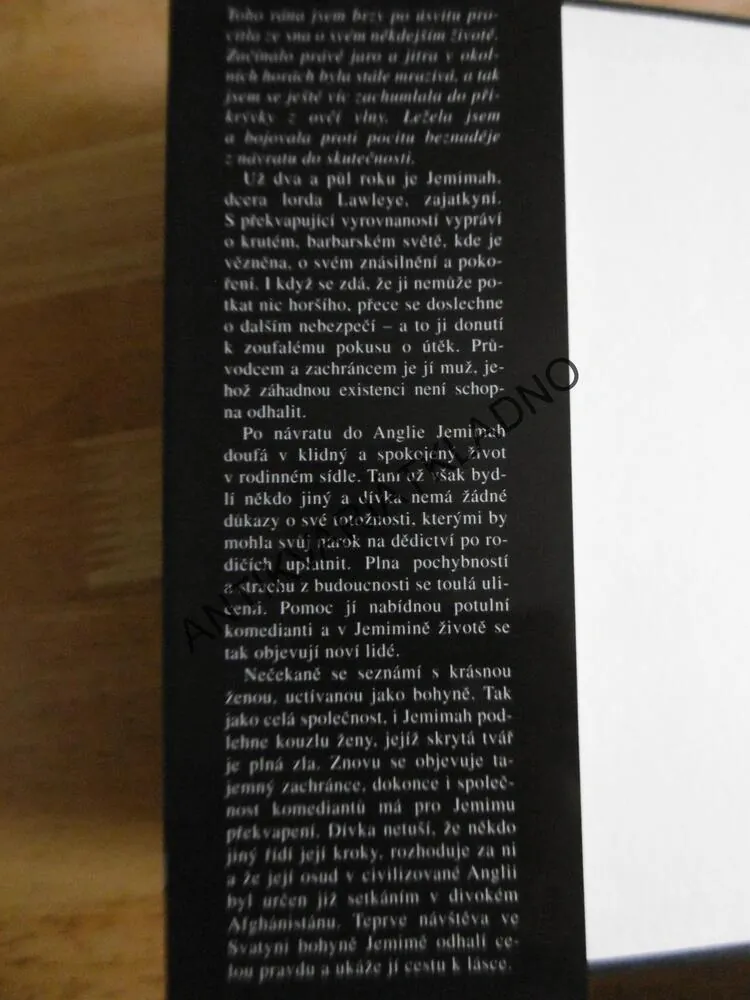 Toho rána jsem brzy po úsvitu pro-
citla ze sna o svém někdejším životě.
Začínalo právě jaro a jitra v okol-
ních horách byla stále mrazivá, a tak
jsem se ještě víc zachumlala do při-
krývky z ovčí vlny. Ležela jsem
a bojovala proti pocitu beznaděje
z návratu do skutečnosti.
Už dva a půl roku je Jemimah,
dcera lorda Lawleye, zajatkyní.
S překvapující vyrovnaností vypráví
o krutém, barbarském světě, kde je
vězněna, o svém znásilnění a poko-
ření. I když se zdá, že ji nemůže po-
tkat nic horšího, přece se doslechne
o dalším nebezpečí – a to ji donutí
k zoufalému pokusu o útěk. Prů-
vodcem a zachráncem je jí muž, je-
hož záhadnou existenci není schop-
na odhalit.
Po návratu do Anglie Jemimah
doufá v klidný a spokojený život
v rodinném sídle. Tam už však byd-
lí někdo jiný a dívka nemá žádné
důkazy o své totožnosti, kterými by
mohla svůj nárok na dědictví po ro-
dičích uplatnit. Plna pochybností
a strachu z budoucnosti se toulá uli-
cemi. Pomoc jí nabídnou potulní
komedianti a v Jemimině životě se
tak objevují noví lidé.
Nečekaně se seznámí s krásnou
ženou, uctívanou jako bohyně. Tak
jako celá společnost, i Jemimah pod-
lehne kouzlu ženy, jejíž skrytá tvář
je plná zla. Znovu se objevuje ta-
jemný zachránce, dokonce i společ-
nost komediantů má pro Jemimu
překvapení. Dívka netuší, že někdo
jiný řídí její kroky, rozhoduje za ni
a že její osud v civilizované Anglii
byl určen již setkáním v divokém
Afghánistánu. Teprve návštěva ve
Svatyni bohyně Jemimě odhalí ce-
lou pravdu a ukáže jí cestu k lásce.
ANTIKVARIATKLADNO